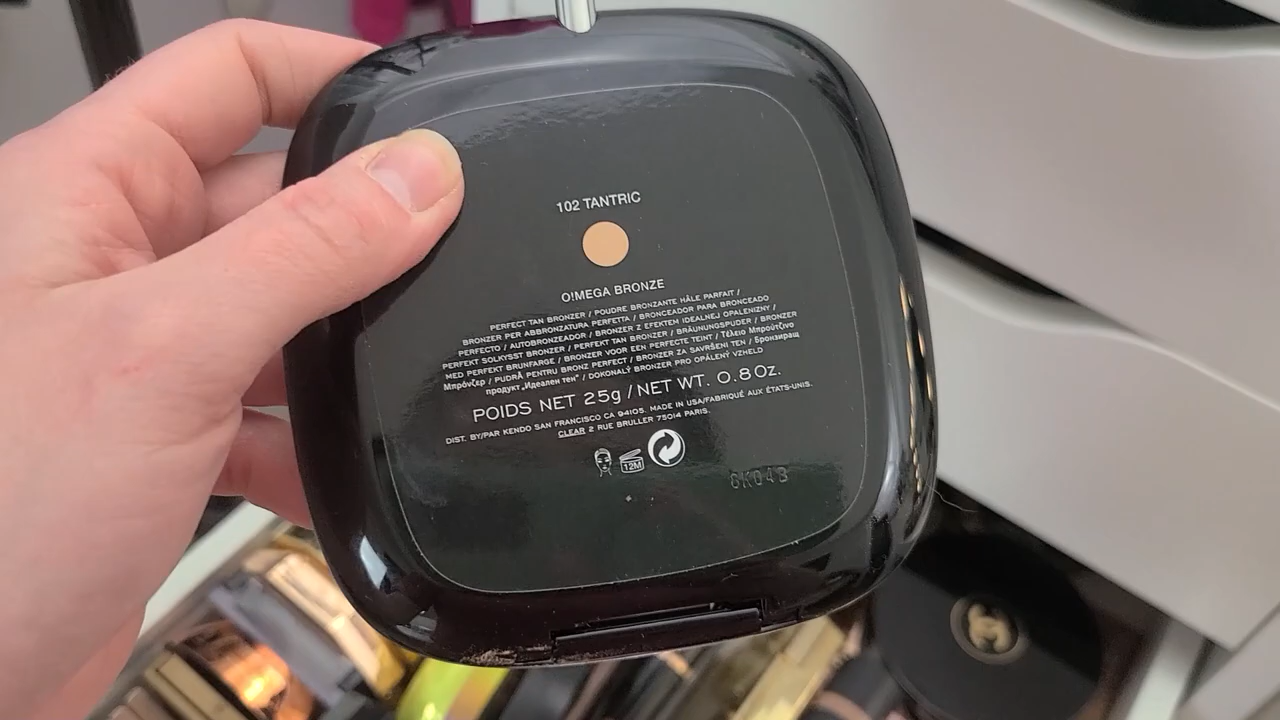 102 TANTRIC
O!MEGA BRONZE
PERFECT TAN BRONZER / POUDRE BRONZANTE HÂLE PARFAIT /
BRONZER PER ABBRONZATURA PERFETTA / BRONCEADOR PARA BRONCEADO
PERFECTO / AUTOBRONZEADOR / BRONZER Z EFEKTEM IDEALNEJ OPALENIZNY /
PERFEKT SOLKYSST BRONZER / PERFEKT TAN BRONZER / BRÄUNUNGSPUDER / BRONZER
MED PERFEKT BRUNFARGE / BRONZER VOOR EEN PERFECTE TEINT / Τέλειο Μπρούτζινο
Μπρόνζερ / PUDRĂ PENTRU BRONZ PERFECT / BRONZER ZA SAVRŠENI TEN / Бронзиращ
продукт „Идеален тен" / DOKONALÝ BRONZER PRO OPÁLENÝ VZHLED
POIDS NET 25g / NET WT. 0.8 OZ.
DIST. BY/PAR KENDO SAN FRANCISCO CA 94105. MADE IN USA/FABRIQUÉ AUX ÉTATS-UNIS.
CLEAR 2 RUE BRULLER 75014 PARIS.
12M
6K04B